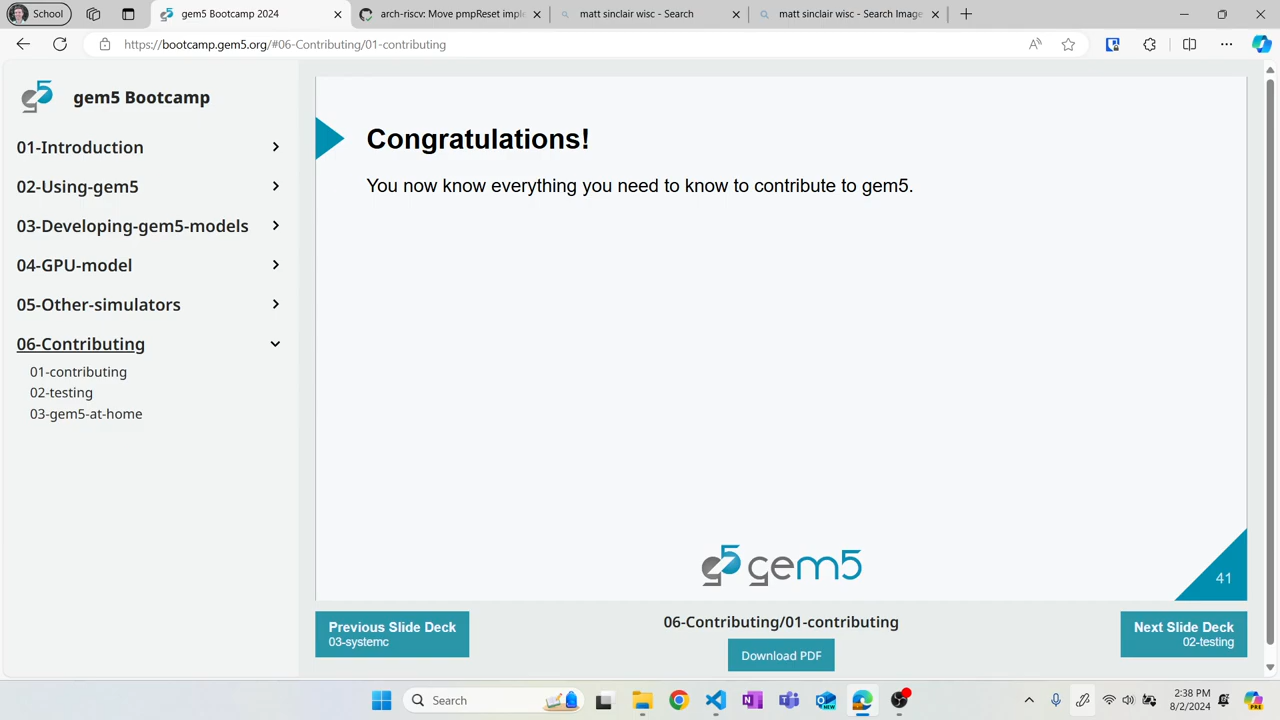 School
gem5 Bootcamp 2024
arch-riscv: Move pmpReset imple
matt sinclair wisc - Search
matt sinclair wisc - Search Image
https://bootcamp.gem5.org/#06-Contributing/01-contributing
gem5 Bootcamp
01-Introduction
02-Using-gem5
03-Developing-gem5-models
04-GPU-model
05-Other-simulators
06-Contributing
01-contributing
02-testing
03-gem5-at-home
Congratulations!
You now know everything you need to know to contribute to gem5.
g5 gem5
41
Previous Slide Deck
03-systemc
06-Contributing/01-contributing
Download PDF
Next Slide Deck
02-testing
Search
2:38 PM
8/2/2024